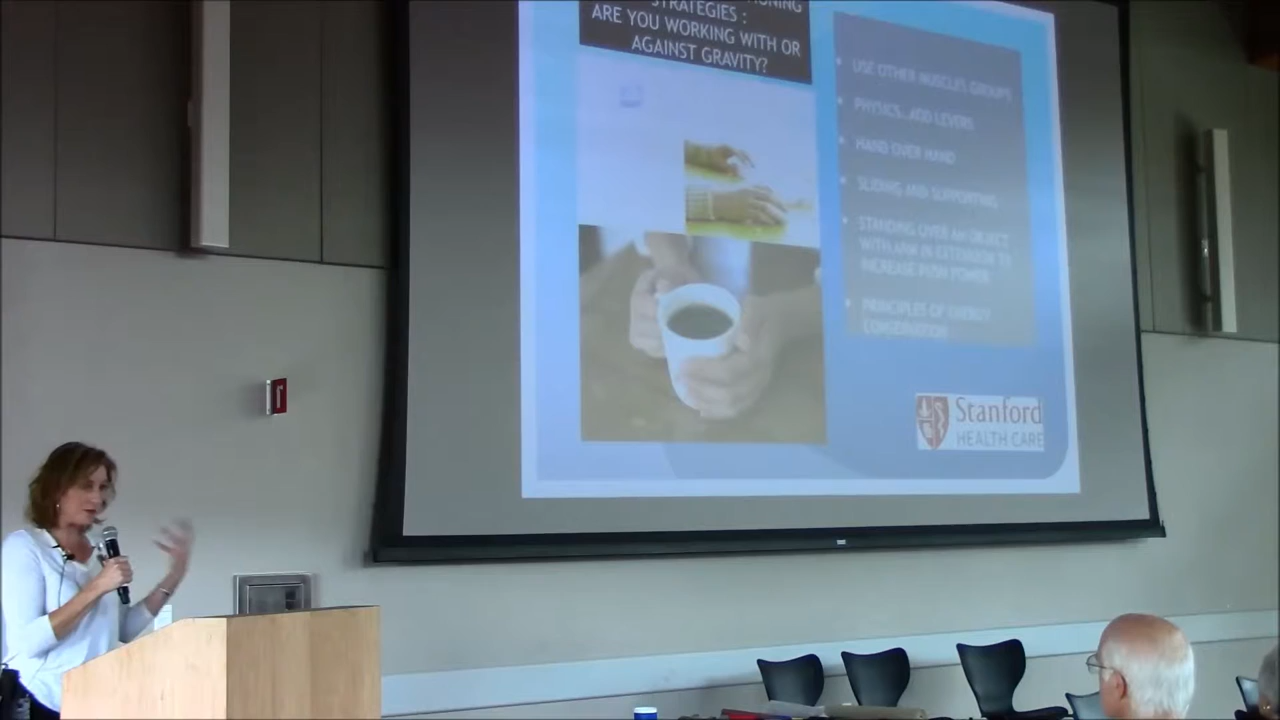 STRATEGIES :
ARE YOU WORKING WITH OR
AGAINST GRAVITY?
USE OTHER MUSCLES GROUPS
PHYSICS...ADD LEVERS
HAND OVER HAND
SLIDING AND SUPPORTING
STANDING OVER AN OBJECT
WITH ARM IN EXTENSION TO
INCREASE PUSH POWER
PRINCIPLES OF ENERGY
CONSERVATION
Stanford
HEALTH CARE